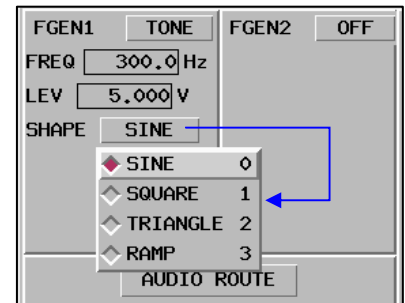 FGEN1 TONE FGEN2 OFF
FREQ 300.0 Hz
LEV 5.000 V
SHAPE SINE
SINE 0
SQUARE 1
TRIANGLE 2
RAMP 3
AUDIO ROUTE